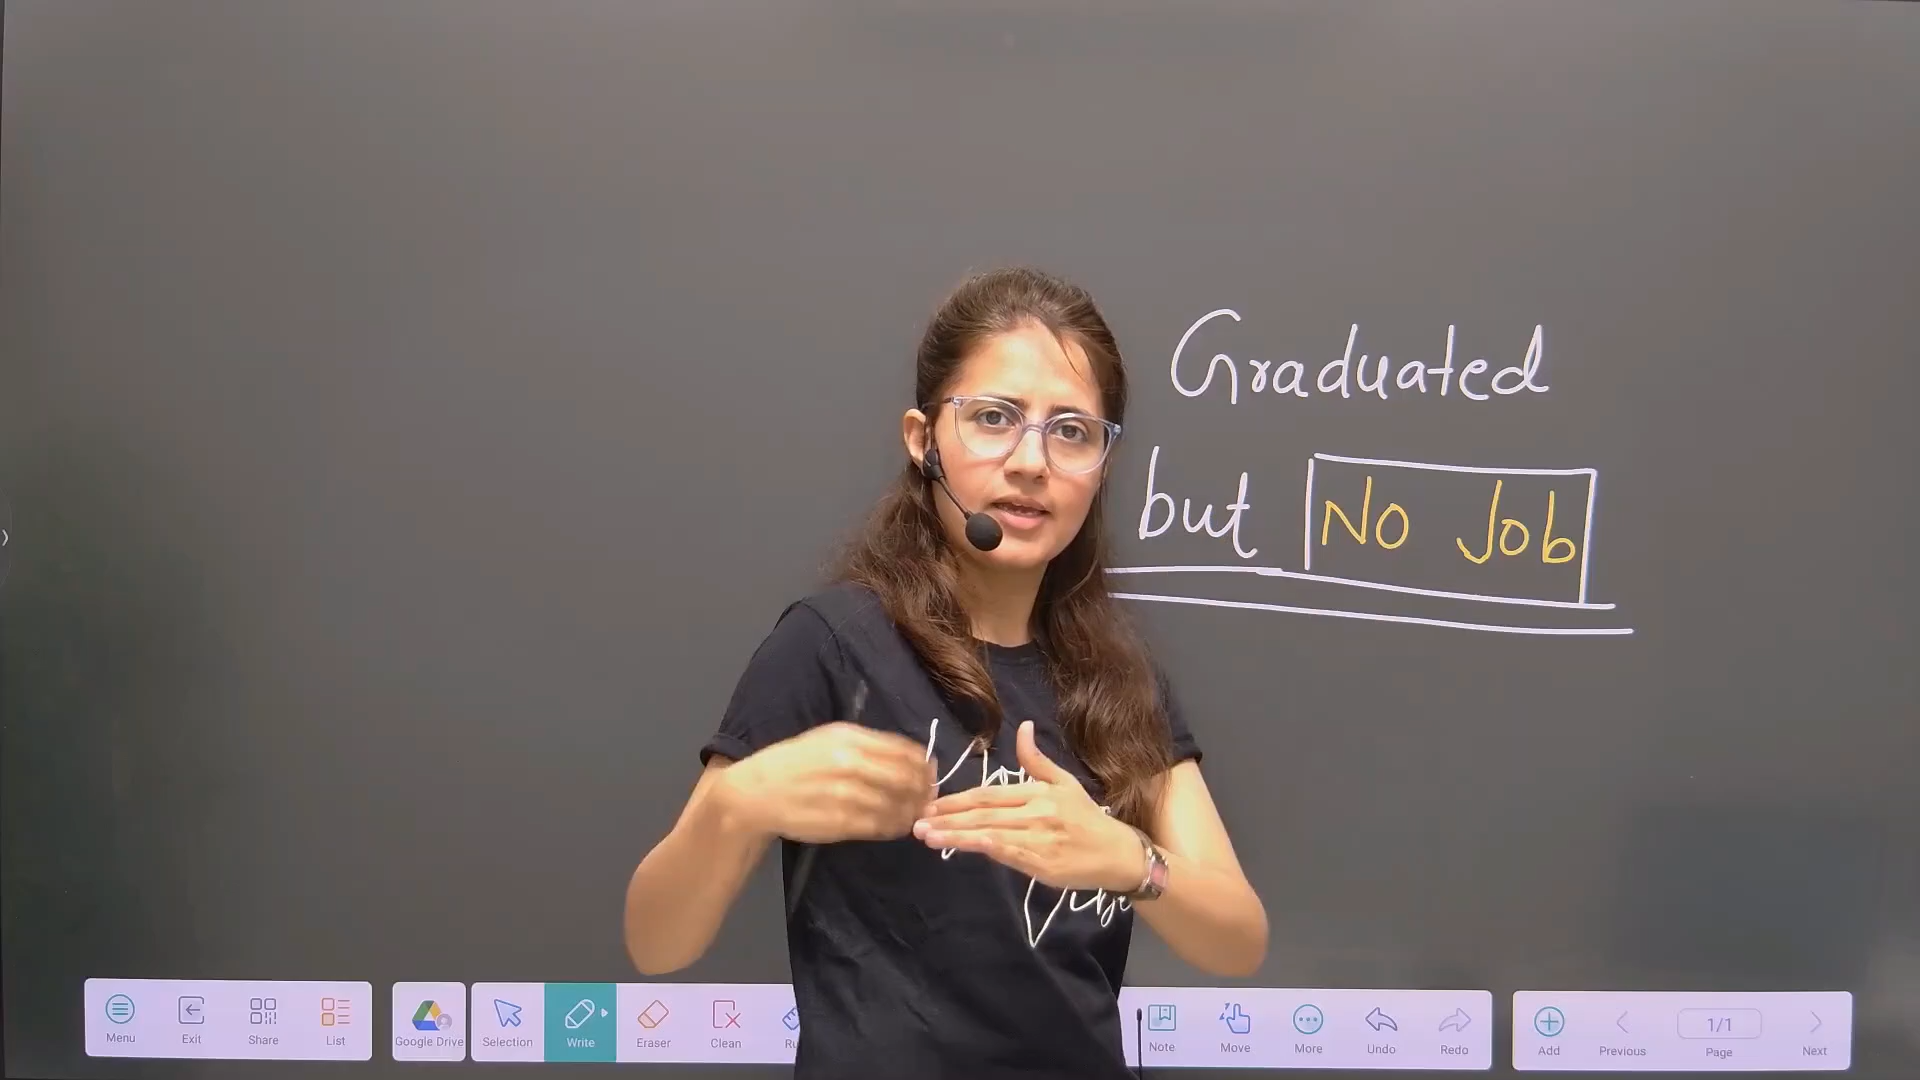 Graduated
but NO Job
Menu
Exit
Share
List
Google Drive
Selection
Write
Eraser
Clean
Note
Move
More
Undo
Redo
Add
Previous
1/1
Page
Next